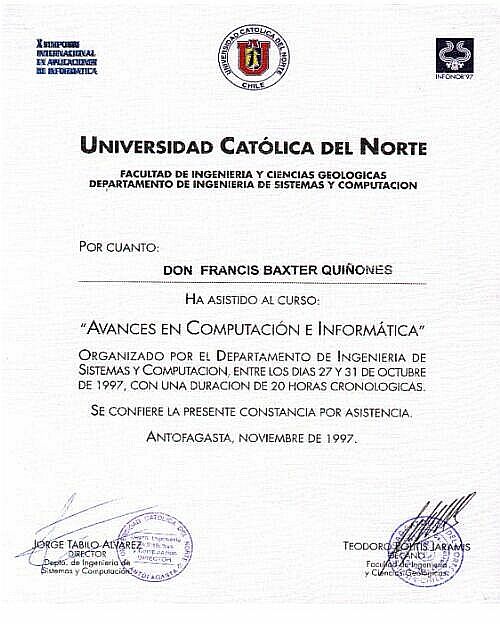 X SIMPOSIO
INTERNACIONAL
EN APLICACIONES
DE INFORMATICA
UNIVERSIDAD CATOLICA DEL NORTE
CHILE
INFONOR'97
UNIVERSIDAD CATÓLICA DEL NORTE
FACULTAD DE INGENIERIA Y CIENCIAS GEOLOGICAS
DEPARTAMENTO DE INGENIERIA DE SISTEMAS Y COMPUTACION
POR CUANTO:
DON FRANCIS BAXTER QUIÑONES
HA ASISTIDO AL CURSO:
"AVANCES EN COMPUTACIÓN E INFORMÁTICA"
ORGANIZADO POR EL DEPARTAMENTO DE INGENIERIA DE
SISTEMAS Y COMPUTACION, ENTRE LOS DIAS 27 Y 31 DE OCTUBRE
DE 1997, CON UNA DURACION DE 20 HORAS CRONOLOGICAS.
SE CONFIERE LA PRESENTE CONSTANCIA POR ASISTENCIA.
ANTOFAGASTA, NOVIEMBRE DE 1997.
JORGE TABILO ALVAREZ
DIRECTOR
Depto. de Ingeniería de
Sistemas y Computación
TEODORO POLITIS JARAMIS
DECANO
Facultad de Ingeniería
y Ciencias Geológicas